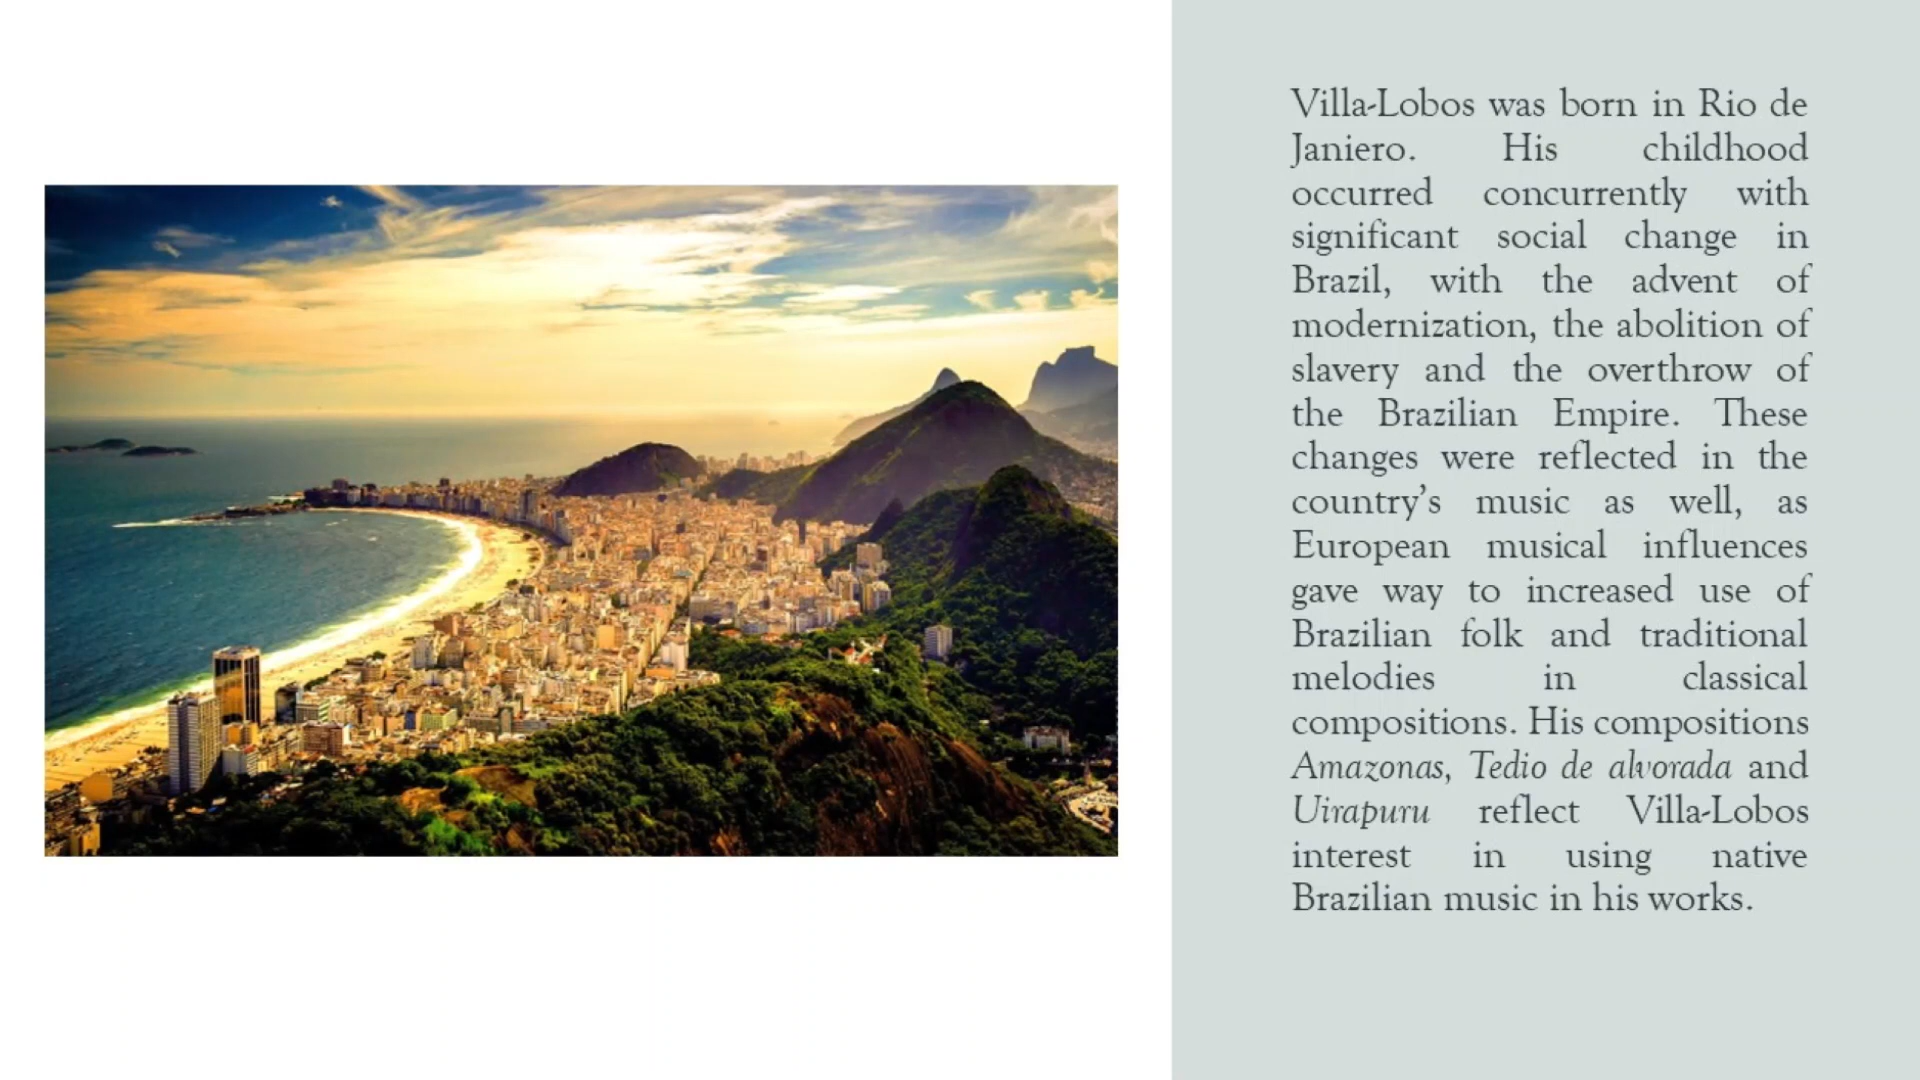 Villa-Lobos was born in Rio de
Janiero. His childhood
occurred concurrently with
significant social change in
Brazil, with the advent of
modernization, the abolition of
slavery and the overthrow of
the Brazilian Empire. These
changes were reflected in the
country’s music as well, as
European musical influences
gave way to increased use of
Brazilian folk and traditional
melodies in classical
compositions. His compositions
Amazonas, Tedio de alvorada and
Uirapuru reflect Villa-Lobos
interest in using native
Brazilian music in his works.